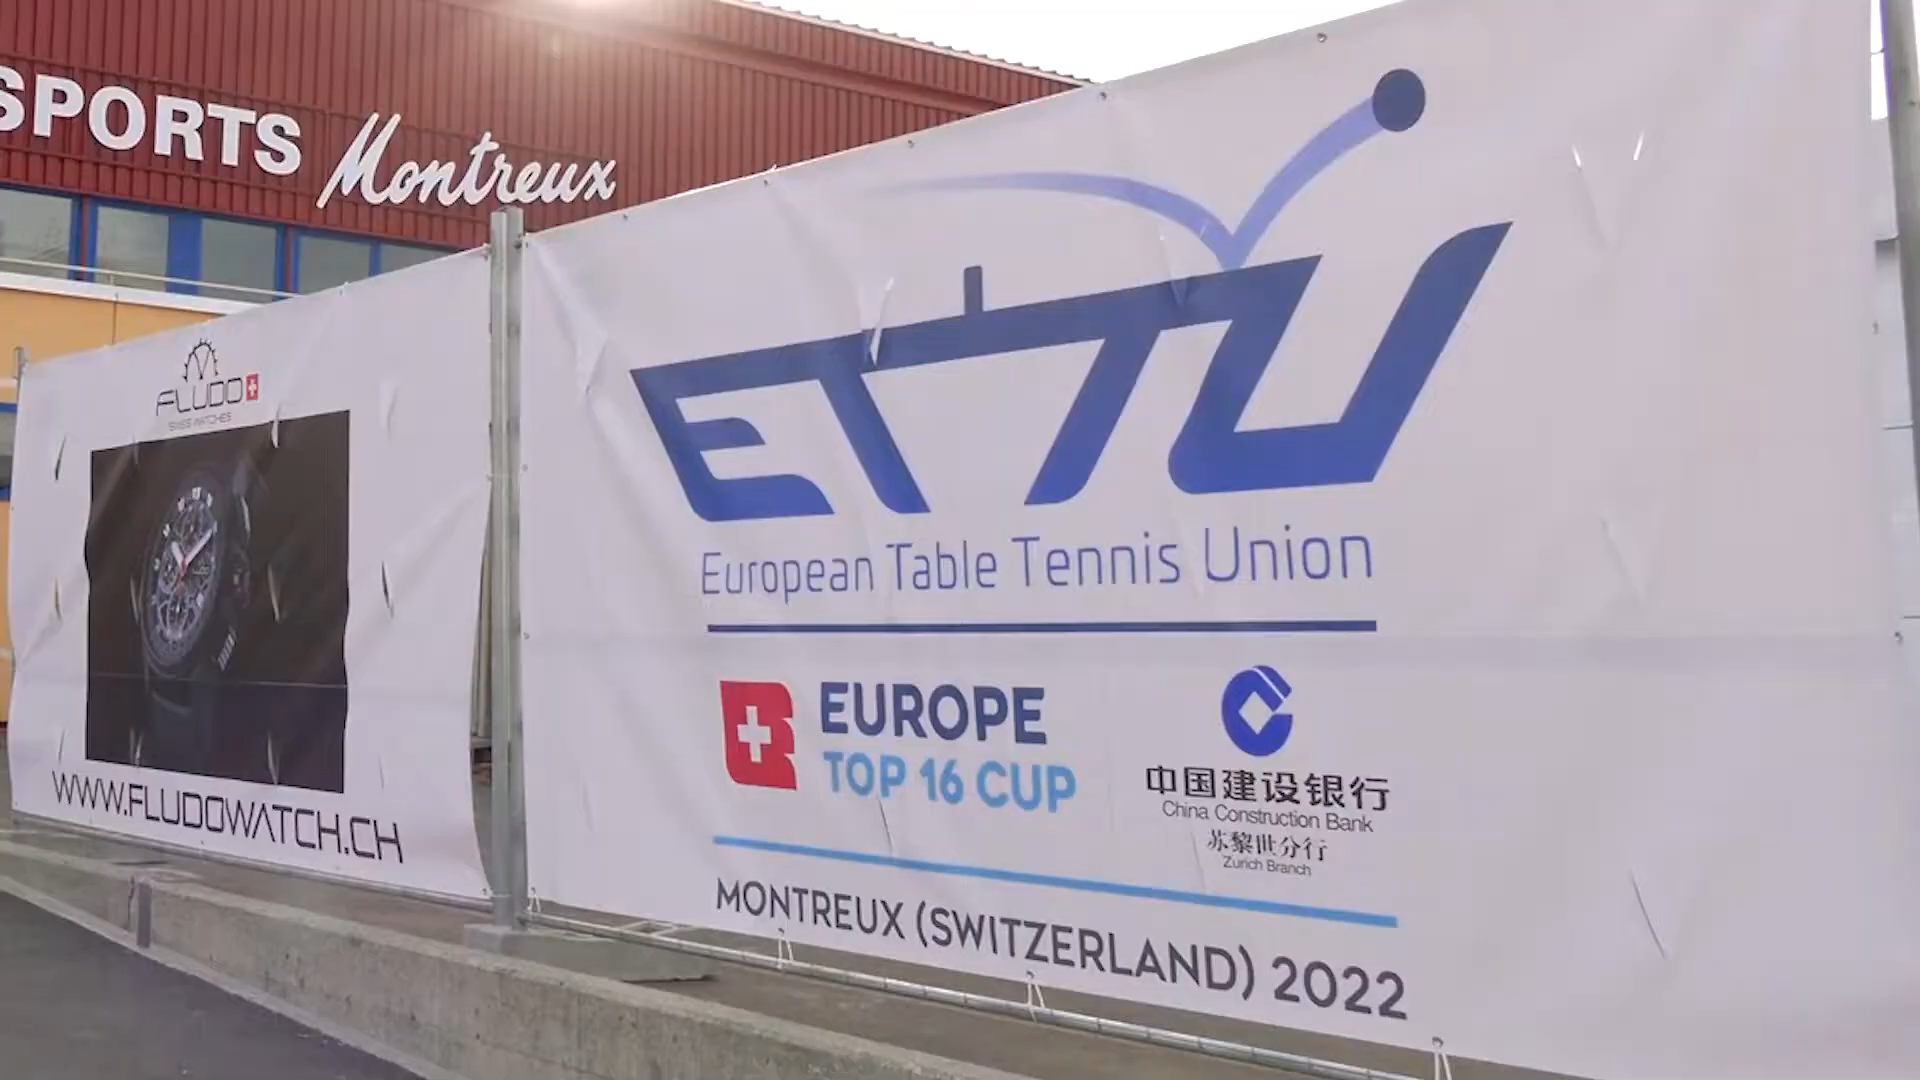 SPORTS Montreux
FLUDO
SWISS WATCHES
WWW.FLUDOWATCH.CH
ETTU
European Table Tennis Union
EUROPE
TOP 16 CUP
中国建设银行
China Construction Bank
苏黎世分行
Zurich Branch
MONTREUX (SWITZERLAND) 2022